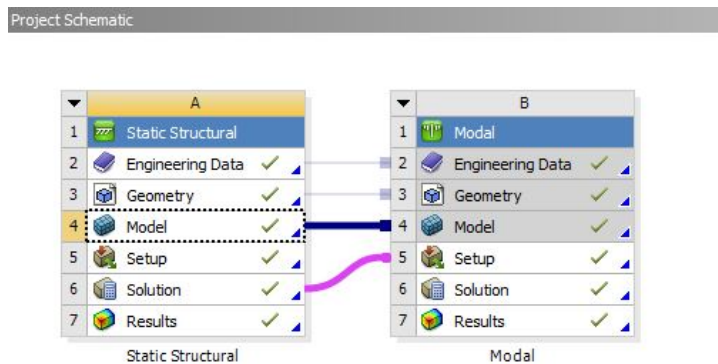 Project Schematic
A
1 Static Structural
2 Engineering Data
3 Geometry
4 Model
5 Setup
6 Solution
7 Results
Static Structural
B
1 Modal
2 Engineering Data
3 Geometry
4 Model
5 Setup
6 Solution
7 Results
Modal